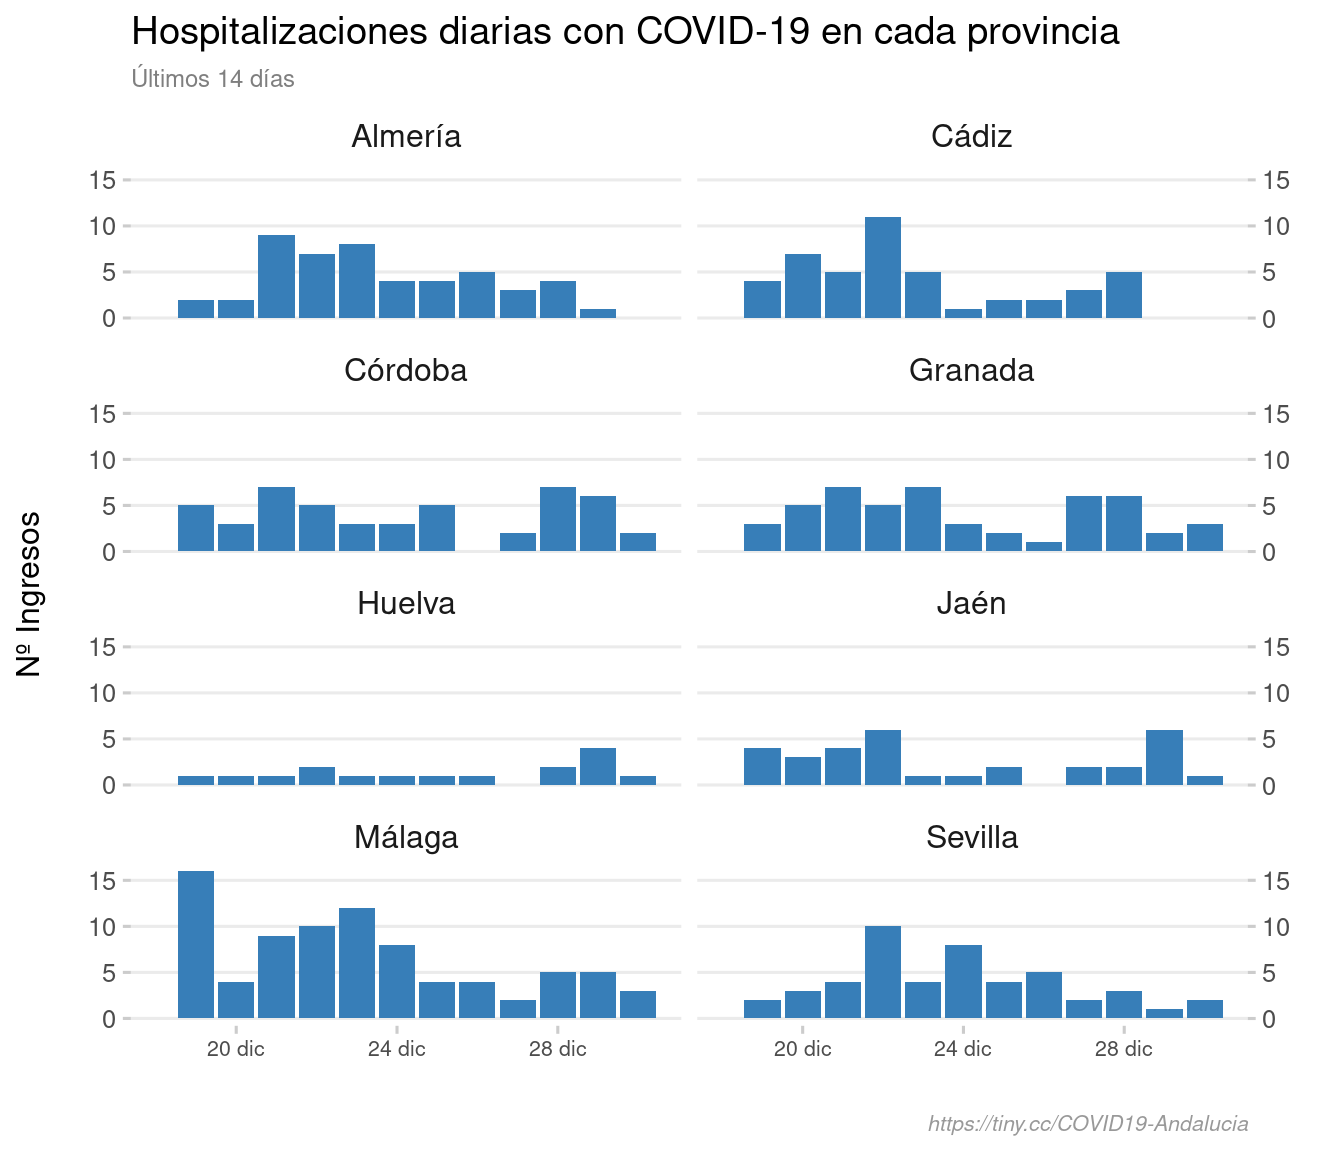 Hospitalizaciones diarias con COVID-19 en cada provincia
Últimos 14 días
Almería
Cádiz
15
10
5
0
15
10
5
0
Córdoba
Granada
15
10
5
0
15
10
5
0
Nº Ingresos
Huelva
Jaén
15
10
5
0
15
10
5
0
Málaga
Sevilla
15
10
5
0
15
10
5
0
20 dic 24 dic 28 dic
20 dic 24 dic 28 dic
https://tiny.cc/COVID19-Andalucia